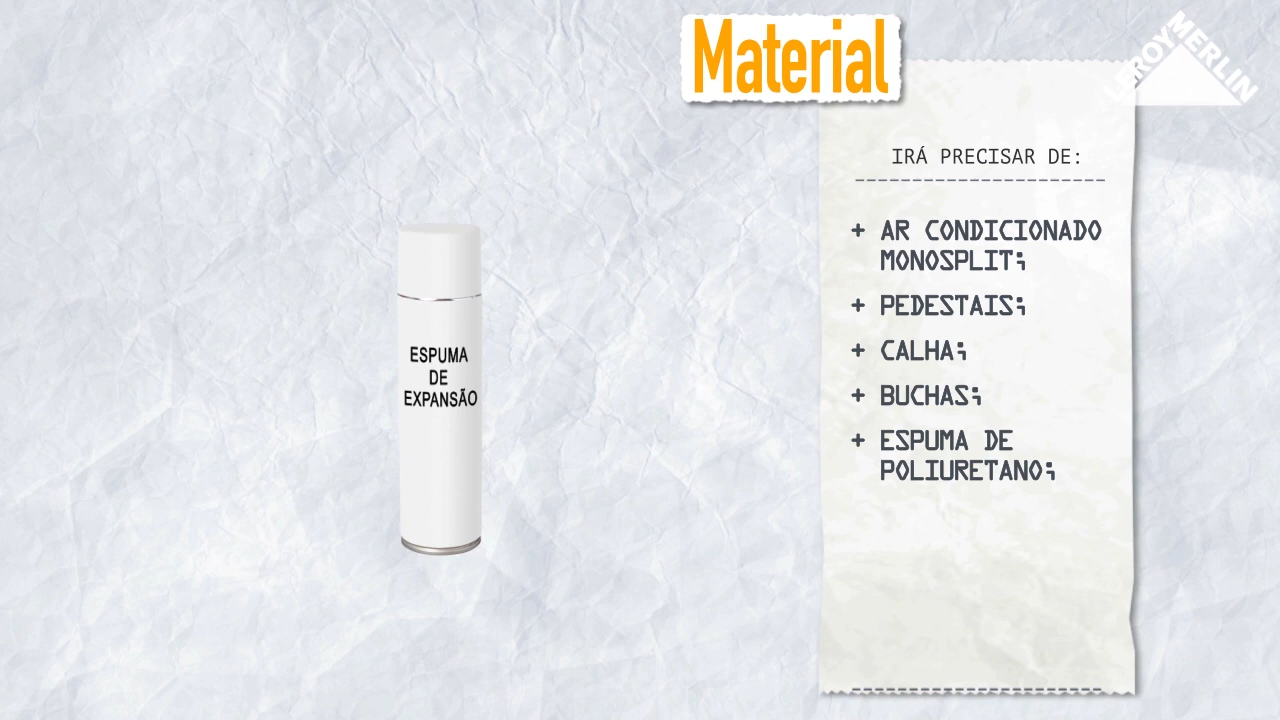 Material
LEROY MERLIN
IRÁ PRECISAR DE:
+ AR CONDICIONADO
MONOSPLIT;
+ PEDESTAIS;
+ CALHA;
+ BUCHAS;
+ ESPUMA DE
POLIURETANO;
ESPUMA
DE
EXPANSÃO